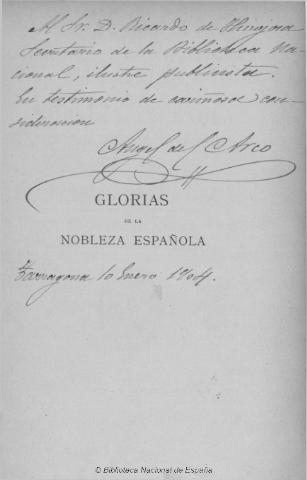 Al Sr. D. Ricardo de Hinojosa
Secretario de la Biblioteca Na-
cional, ilustre publicista.
En testimonio de cariñosa con-
sideracion
Angel del Arco
GLORIAS
DE LA
NOBLEZA ESPAÑOLA
Tarragona 10 Enero 1904.
© Biblioteca Nacional de España